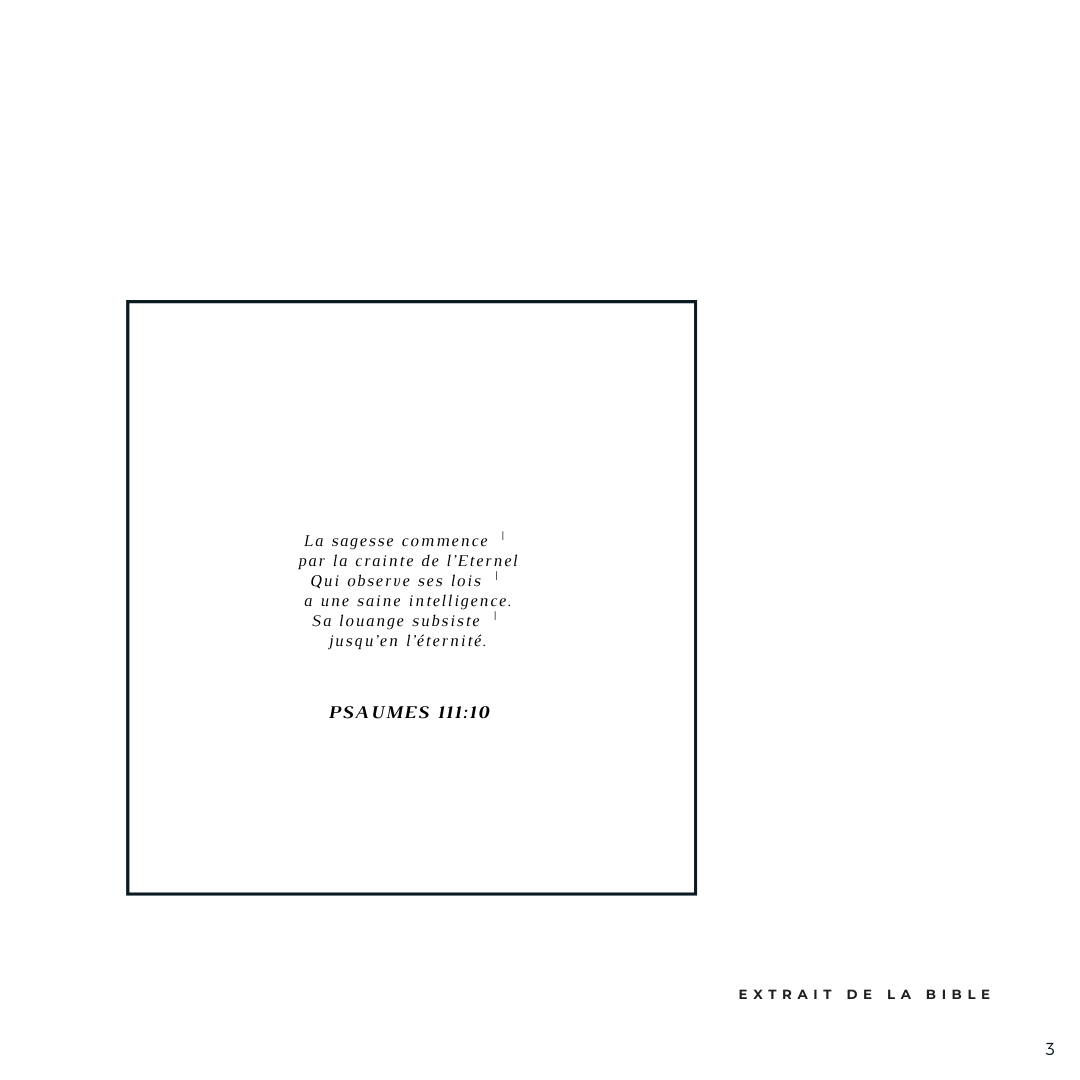 La sagesse commence |
par la crainte de l’Eternel
Qui observe ses lois |
a une saine intelligence.
Sa louange subsiste |
jusqu’en l’éternité.
PSAUMES 111:10
EXTRAIT DE LA BIBLE
3